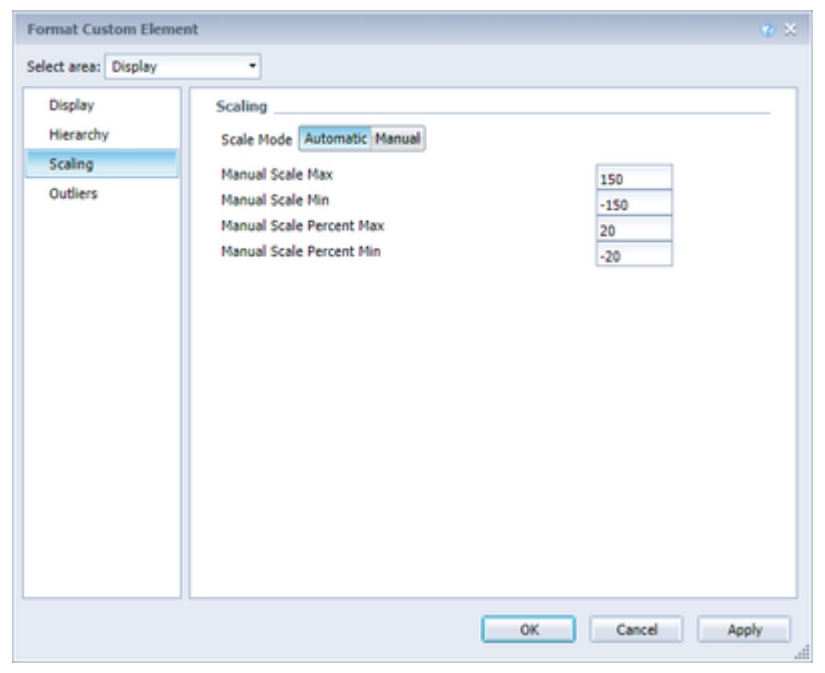 Format Custom Element
Select area: Display
Display
Hierarchy
Scaling
Outliers
Scaling
Scale Mode Automatic Manual
Manual Scale Max 150
Manual Scale Min -150
Manual Scale Percent Max 20
Manual Scale Percent Min -20
OK Cancel Apply